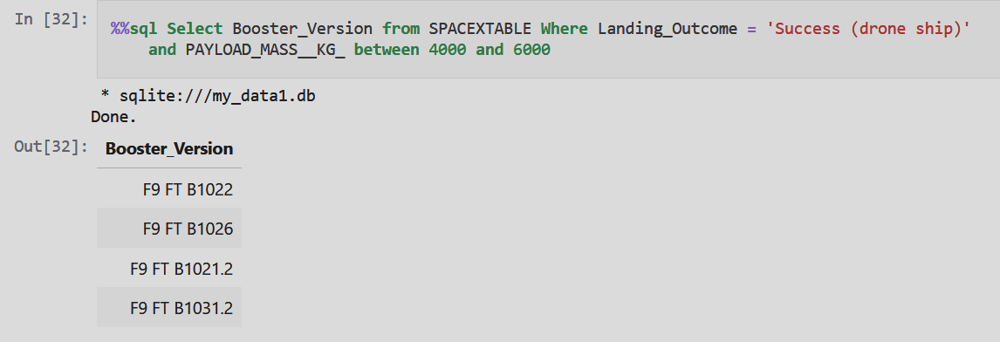 In [32]:
%%sql Select Booster_Version from SPACEXTABLE Where Landing_Outcome = 'Success (drone ship)'
and PAYLOAD_MASS__KG_ between 4000 and 6000
* sqlite:///my_data1.db
Done.
Out[32]:
Booster_Version
F9 FT B1022
F9 FT B1026
F9 FT B1021.2
F9 FT B1031.2